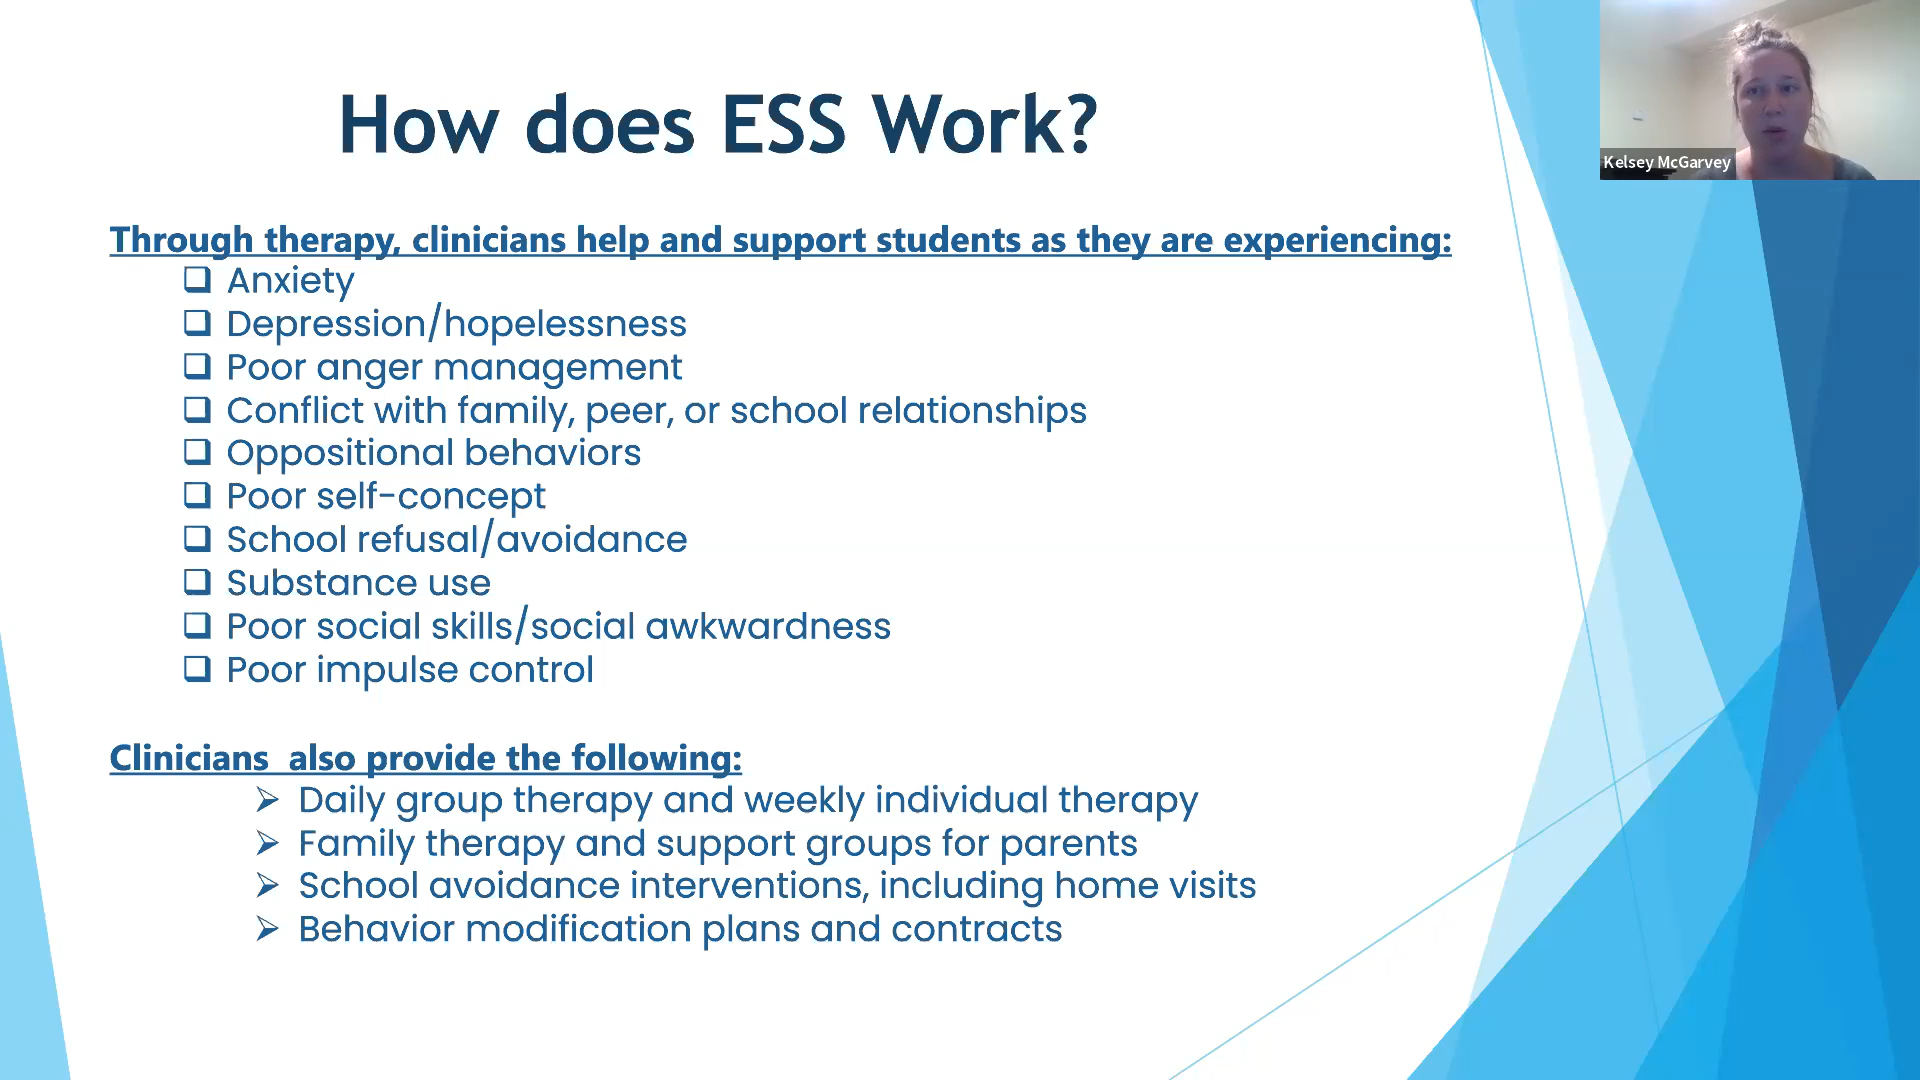 How does ESS Work?
Kelsey McGarvey
Through therapy, clinicians help and support students as they are experiencing:
Anxiety
Depression/hopelessness
Poor anger management
Conflict with family, peer, or school relationships
Oppositional behaviors
Poor self-concept
School refusal/avoidance
Substance use
Poor social skills/social awkwardness
Poor impulse control
Clinicians  also provide the following:
Daily group therapy and weekly individual therapy
Family therapy and support groups for parents
School avoidance interventions, including home visits
Behavior modification plans and contracts